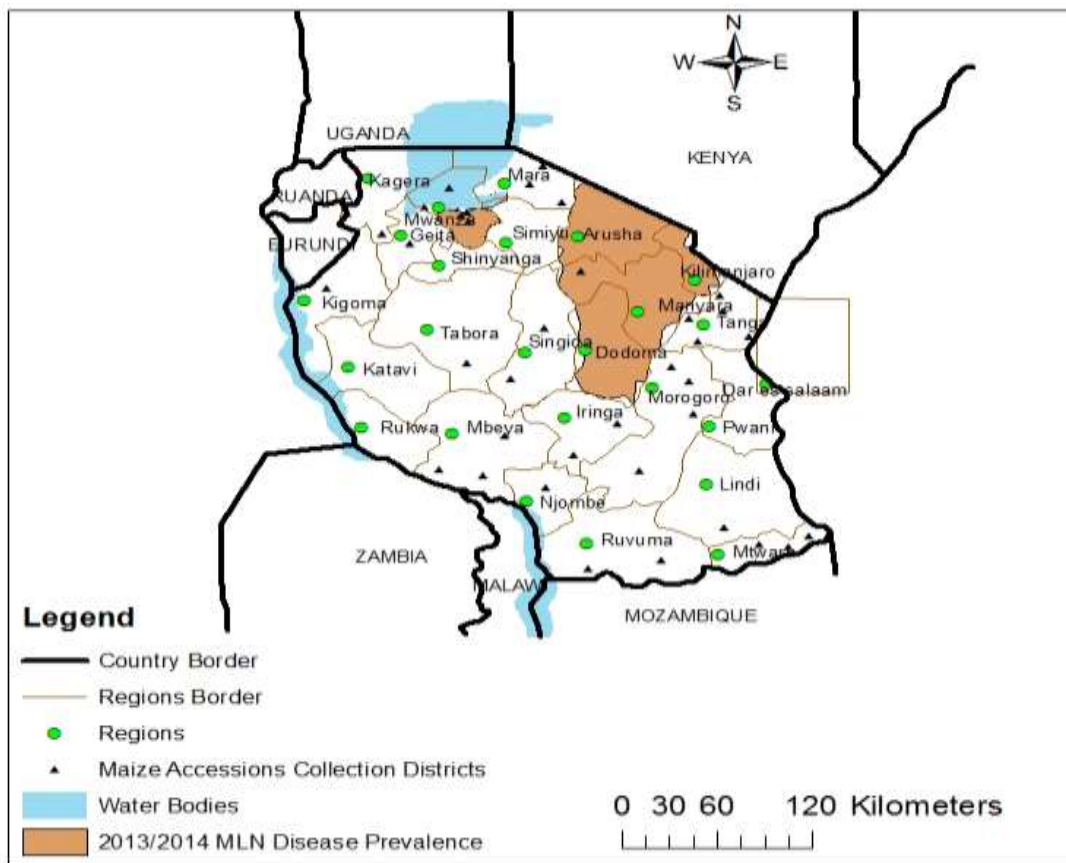 N
W E
S
UGANDA
KENYA
RUANDA
Kagera
Mara
Mwanza
BURUNDI
Geita
Simiyu
Arusha
Shinyanga
Kilimanjaro
Kigoma
Manyara
Tanga
Tabora
Singida
Dodoma
Katavi
Morogoro
Dar es salaam
Iringa
Rukwa
Mbeya
Pwani
Lindi
Njombe
Ruvuma
Mtwara
ZAMBIA
MALAWI
MOZAMBIQUE
Legend
Country Border
Regions Border
Regions
Maize Accessions Collection Districts
Water Bodies
2013/2014 MLN Disease Prevalence
0 30 60 120 Kilometers